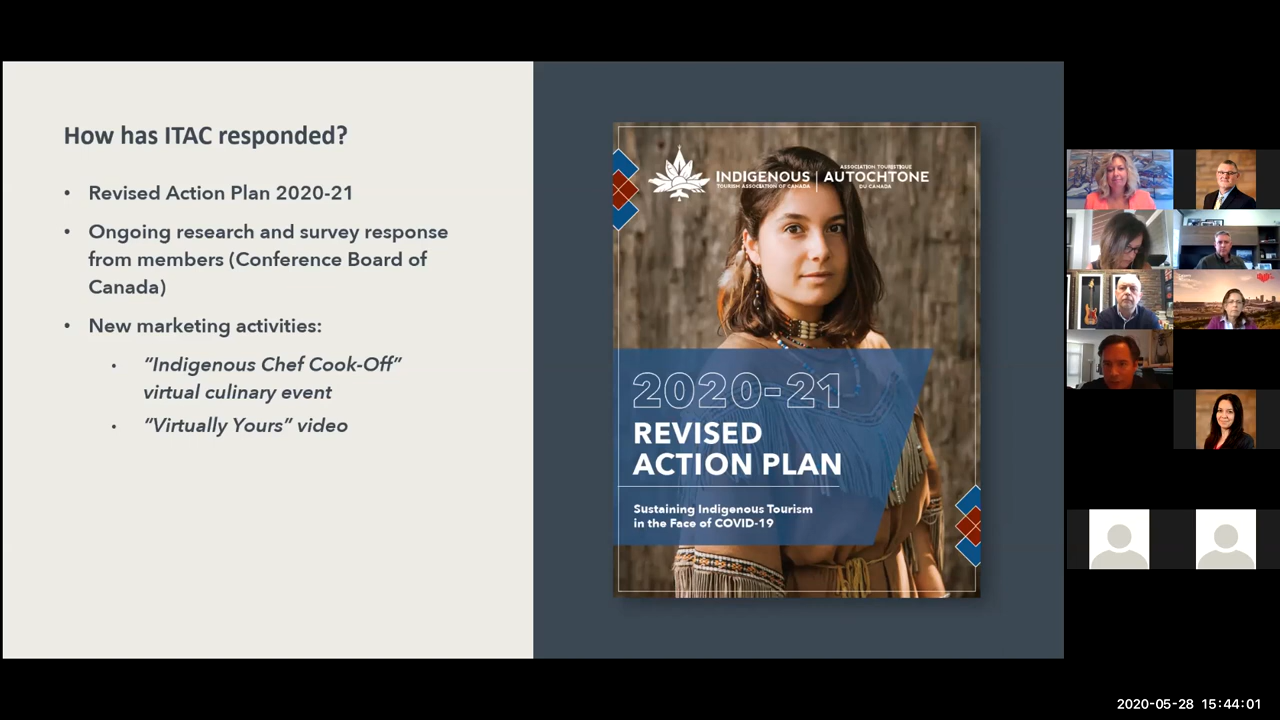 How has ITAC responded?
• Revised Action Plan 2020-21
• Ongoing research and survey response
from members (Conference Board of
Canada)
• New marketing activities:
• “Indigenous Chef Cook-Off”
virtual culinary event
• “Virtually Yours” video
INDIGENOUS
TOURISM ASSOCIATION OF CANADA
ASSOCIATION TOURISTIQUE
AUTOCHTONE
DU CANADA
2020-21
REVISED
ACTION PLAN
Sustaining Indigenous Tourism
in the Face of COVID-19
2020-05-28 15:44:01